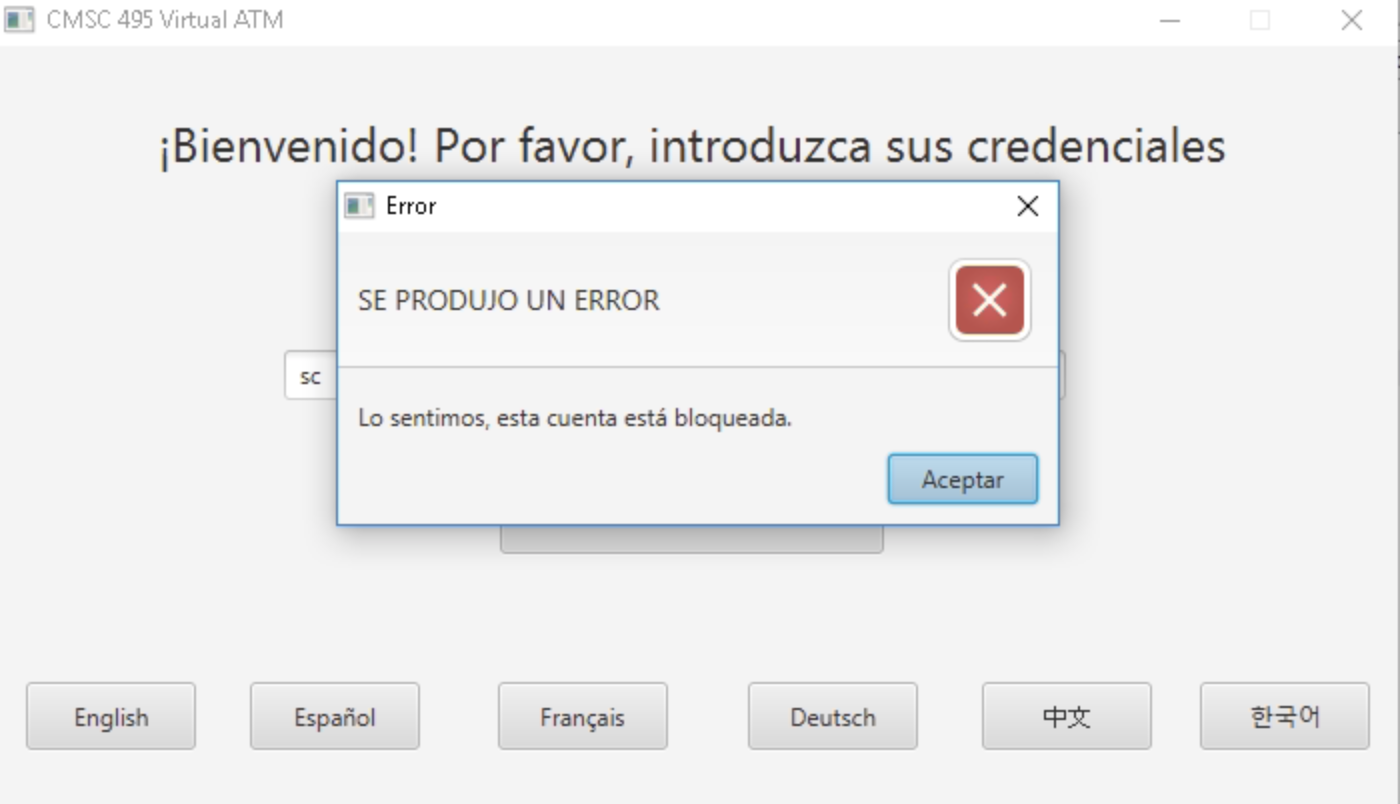 CMSC 495 Virtual ATM
¡Bienvenido! Por favor, introduzca sus credenciales
Error
SE PRODUJO UN ERROR
sc
Lo sentimos, esta cuenta está bloqueada.
Aceptar
English Español Français Deutsch 中文 한국어